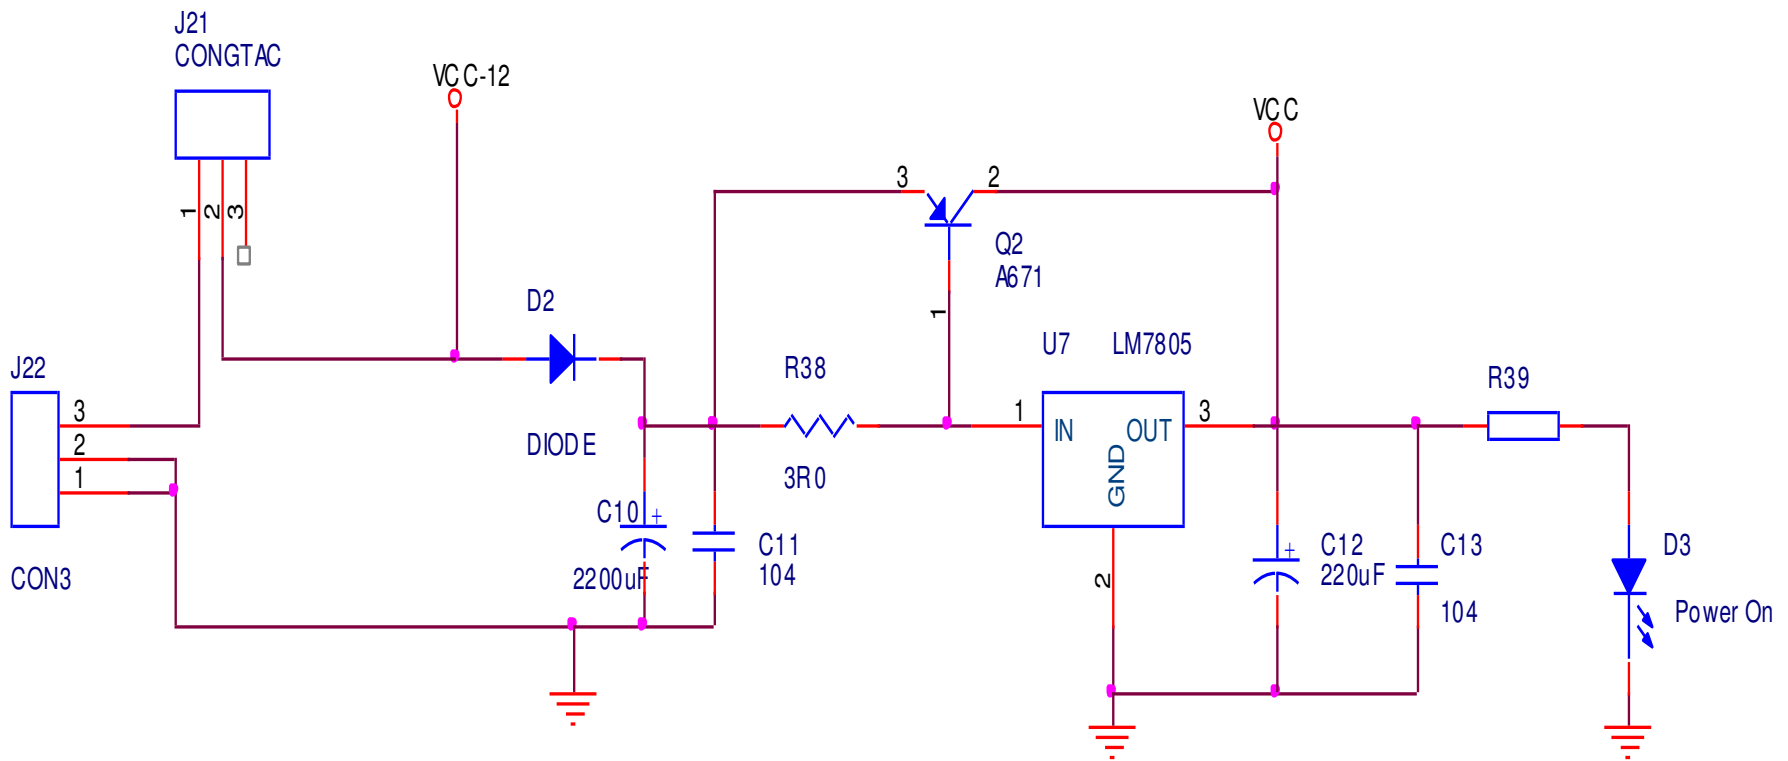 J21
CONGTAC
VCC-12
VCC
1
2
3
3
2
Q2
A671
D2
1
U7
LM7805
J22
R38
R39
3
1
3
2
IN
OUT
1
DIODE
GND
3R0
C10
+
C11
+
C12
C13
D3
CON3
2200uF
104
2
220uF
104
Power On